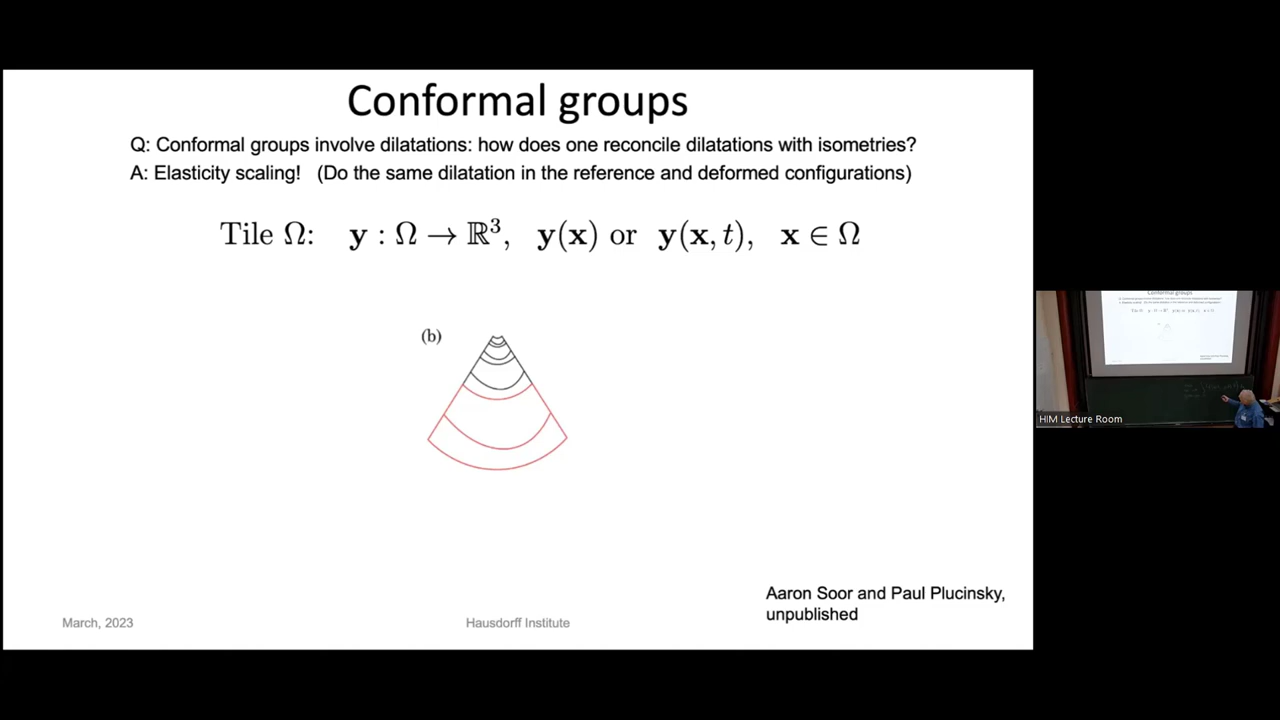 Conformal groups
Q: Conformal groups involve dilatations: how does one reconcile dilatations with isometries?
A: Elasticity scaling! (Do the same dilatation in the reference and deformed configurations)
Tile Ω: y : Ω → ℝ³, y(x) or y(x, t), x ∈ Ω
(b)
Aaron Soor and Paul Plucinsky,
unpublished
March, 2023
Hausdorff Institute
Conformal groups
HIM Lecture Room